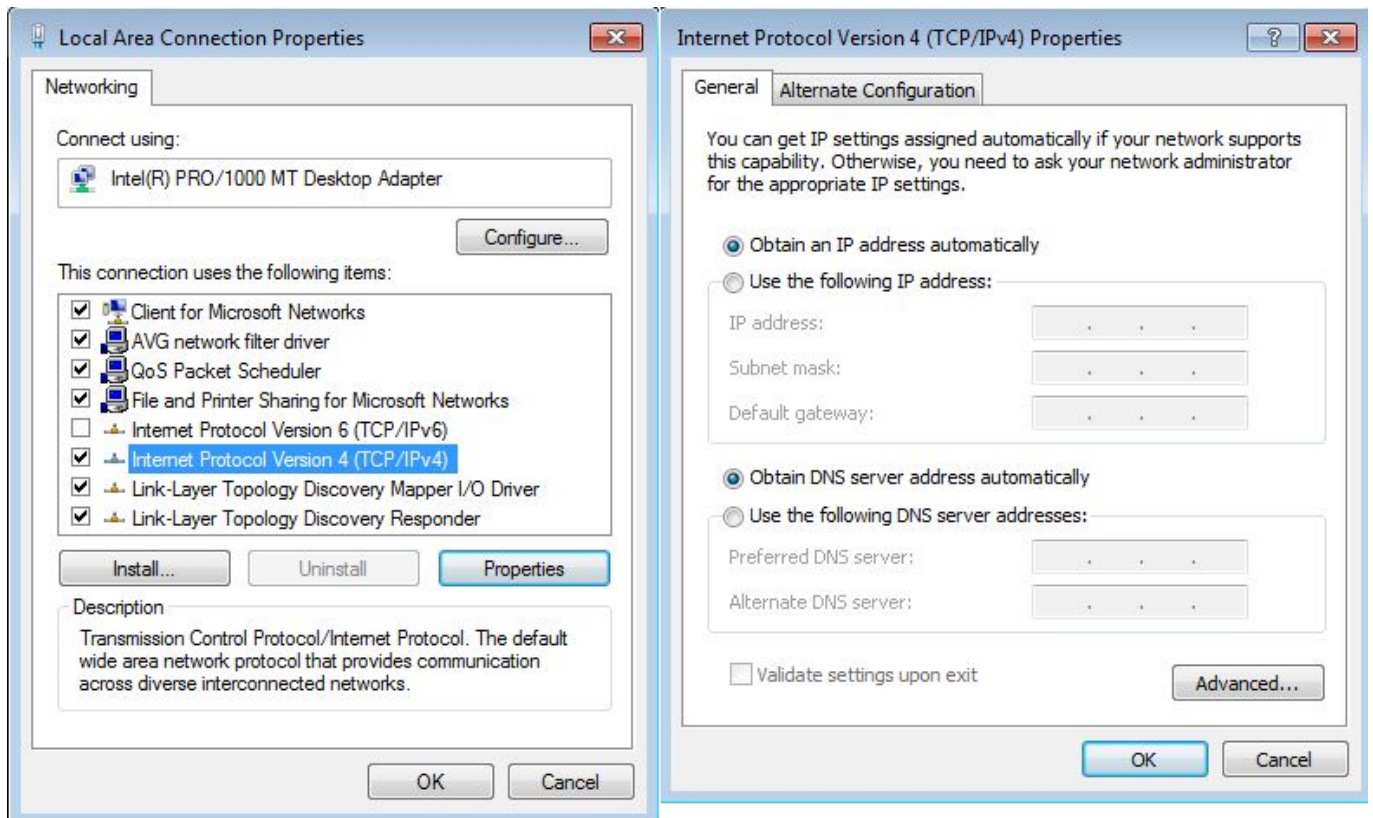 Local Area Connection Properties
Networking
Connect using:
Intel(R) PRO/1000 MT Desktop Adapter
Configure...
This connection uses the following items:
Client for Microsoft Networks
AVG network filter driver
QoS Packet Scheduler
File and Printer Sharing for Microsoft Networks
Internet Protocol Version 6 (TCP/IPv6)
Internet Protocol Version 4 (TCP/IPv4)
Link-Layer Topology Discovery Mapper I/O Driver
Link-Layer Topology Discovery Responder
Install... Uninstall Properties
Description
Transmission Control Protocol/Internet Protocol. The default
wide area network protocol that provides communication
across diverse interconnected networks.
OK Cancel
Internet Protocol Version 4 (TCP/IPv4) Properties
General Alternate Configuration
You can get IP settings assigned automatically if your network supports
this capability. Otherwise, you need to ask your network administrator
for the appropriate IP settings.
Obtain an IP address automatically
Use the following IP address:
IP address: . . .
Subnet mask: . . .
Default gateway: . . .
Obtain DNS server address automatically
Use the following DNS server addresses:
Preferred DNS server: . . .
Alternate DNS server: . . .
Validate settings upon exit
Advanced...
OK Cancel